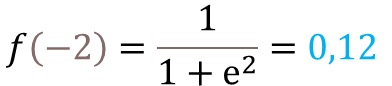 f(−2) = 1/(1 + e²) = 0,12